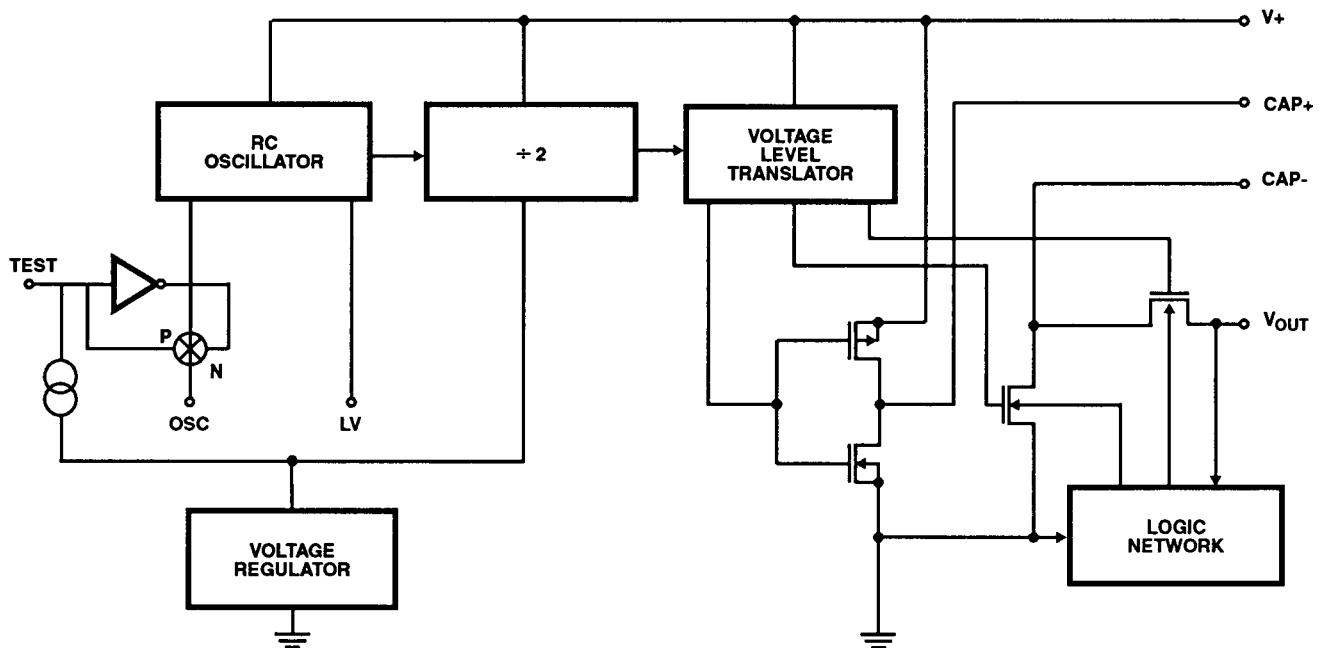 V+
CAP+
CAP-
RC
OSCILLATOR
÷ 2
VOLTAGE
LEVEL
TRANSLATOR
TEST
P
N
OSC
LV
VOUT
VOLTAGE
REGULATOR
LOGIC
NETWORK